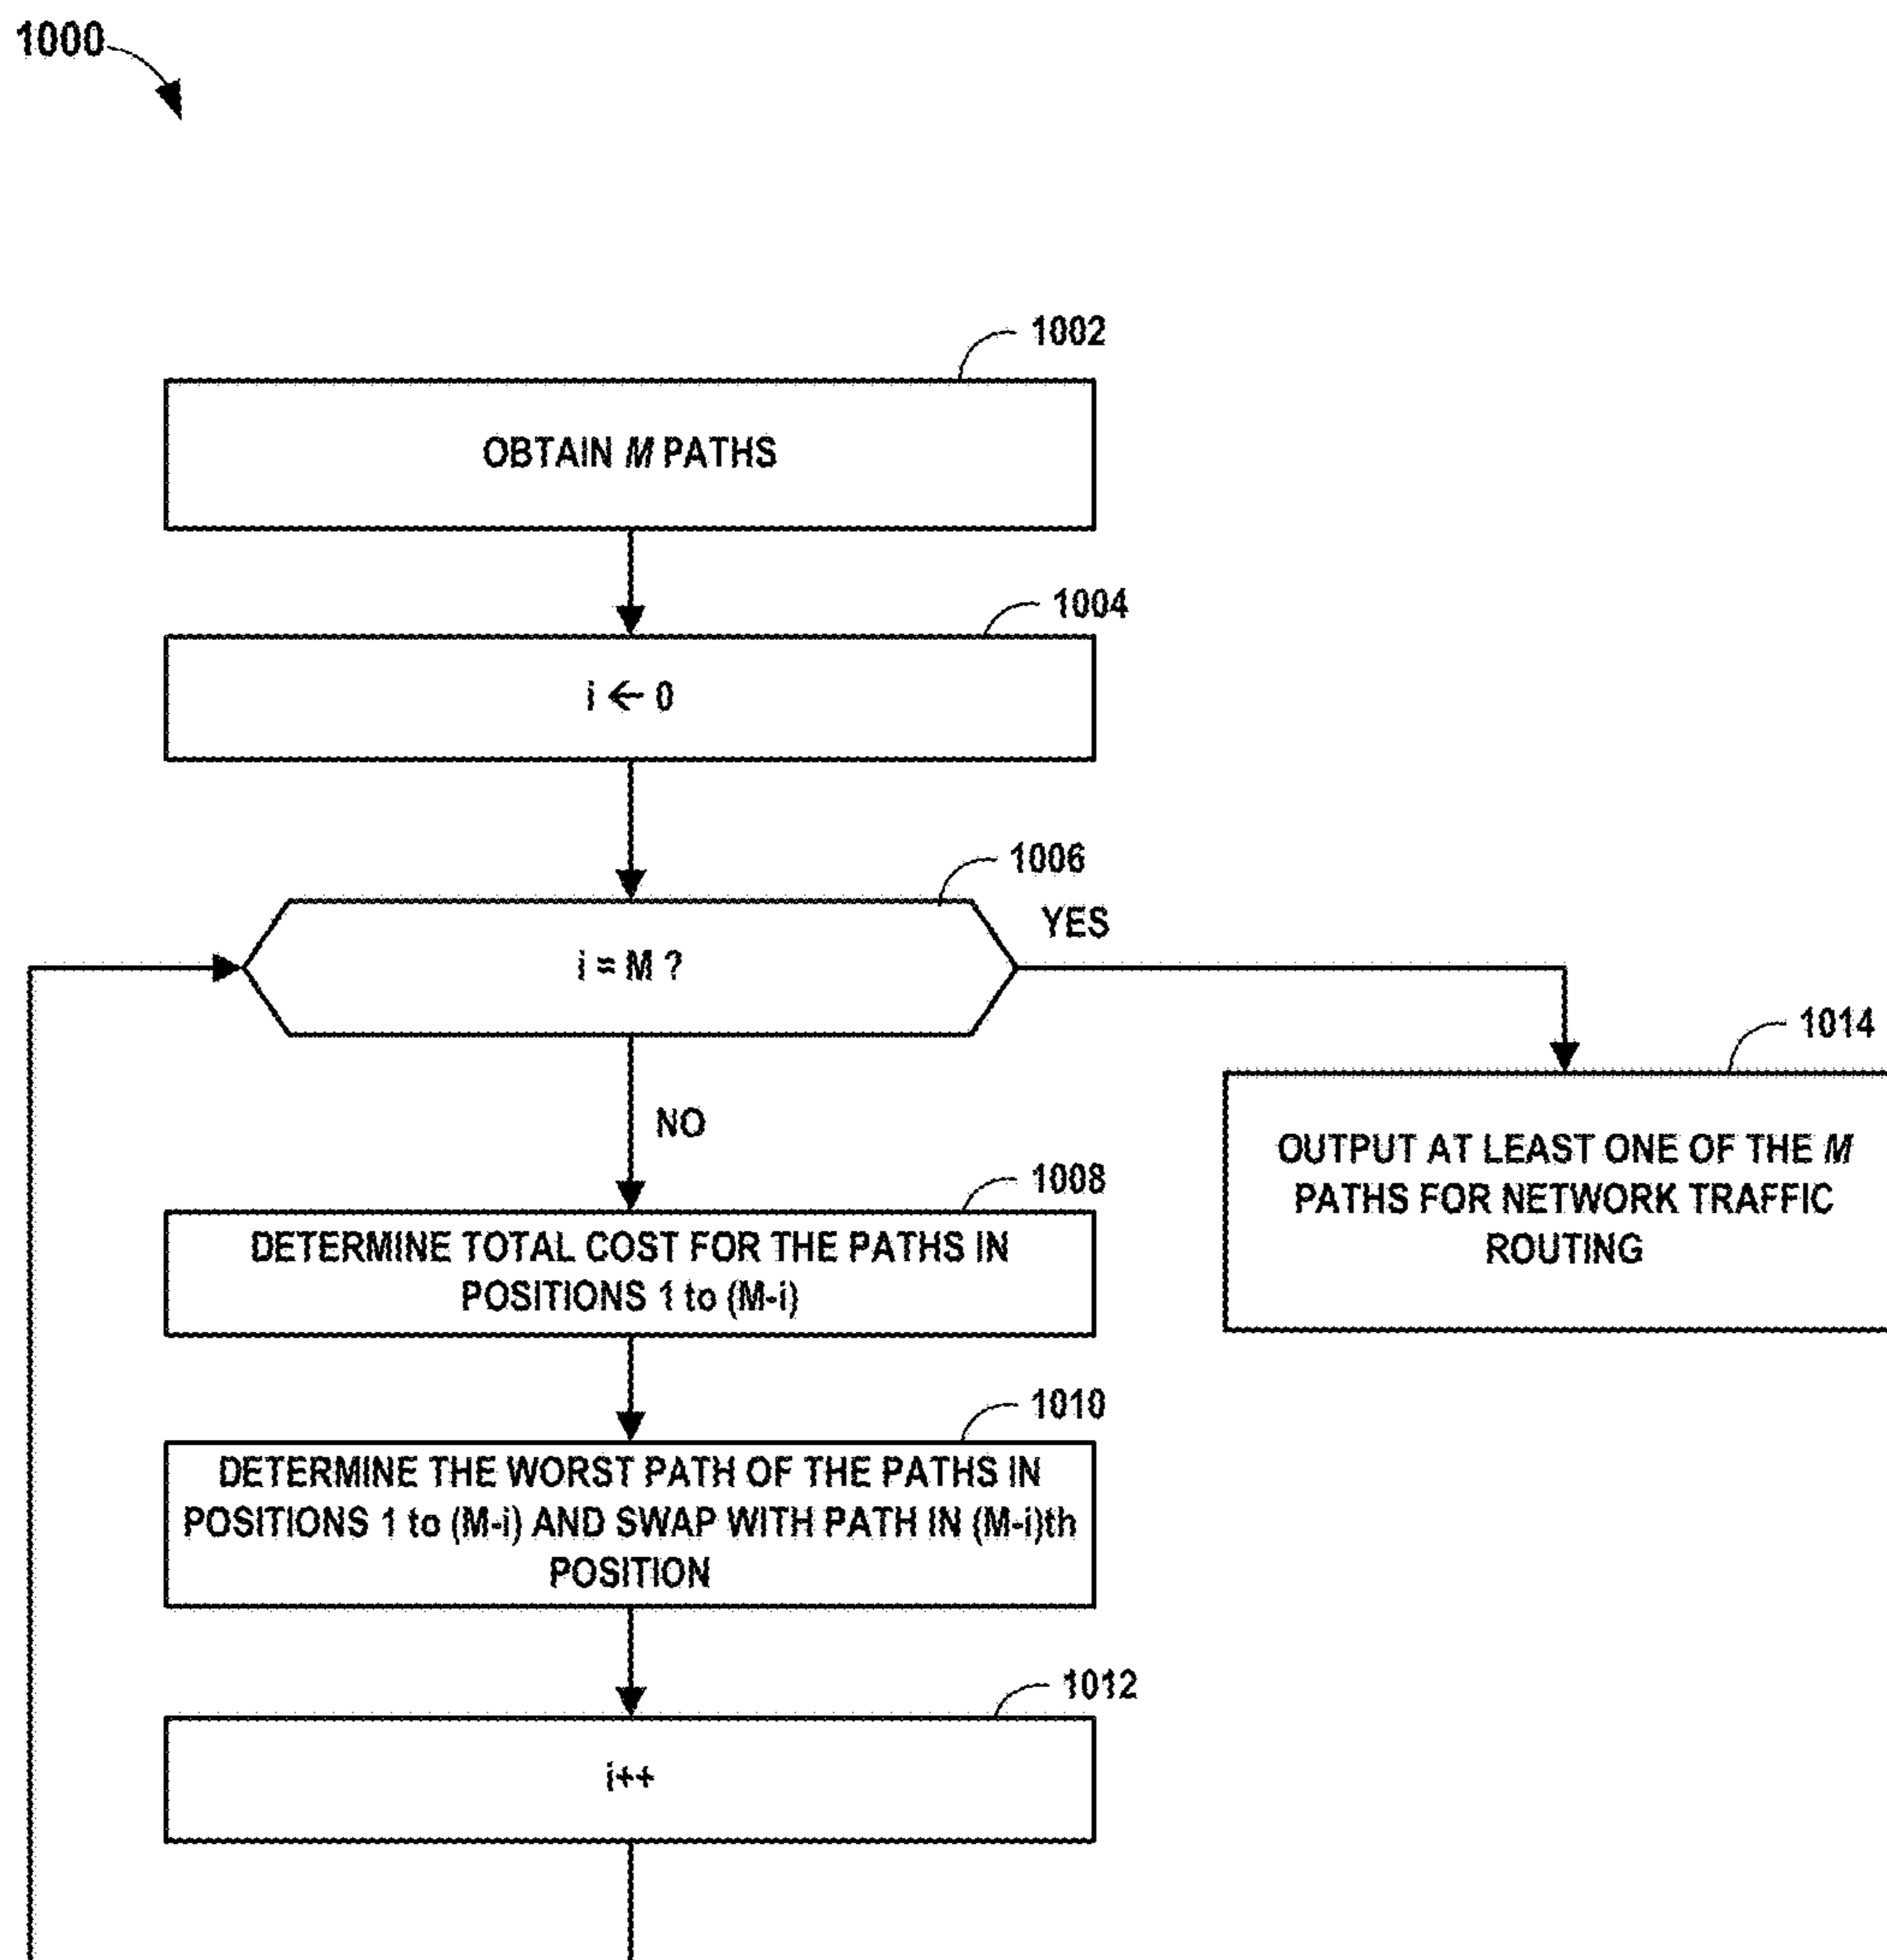 1000
1002
OBTAIN M PATHS
1004
i ← 0
1006
YES
i = M ?
1014
NO
OUTPUT AT LEAST ONE OF THE M
PATHS FOR NETWORK TRAFFIC
ROUTING
1008
DETERMINE TOTAL COST FOR THE PATHS IN
POSITIONS 1 to (M-i)
1010
DETERMINE THE WORST PATH OF THE PATHS IN
POSITIONS 1 to (M-i) AND SWAP WITH PATH IN (M-i)th
POSITION
1012
i++